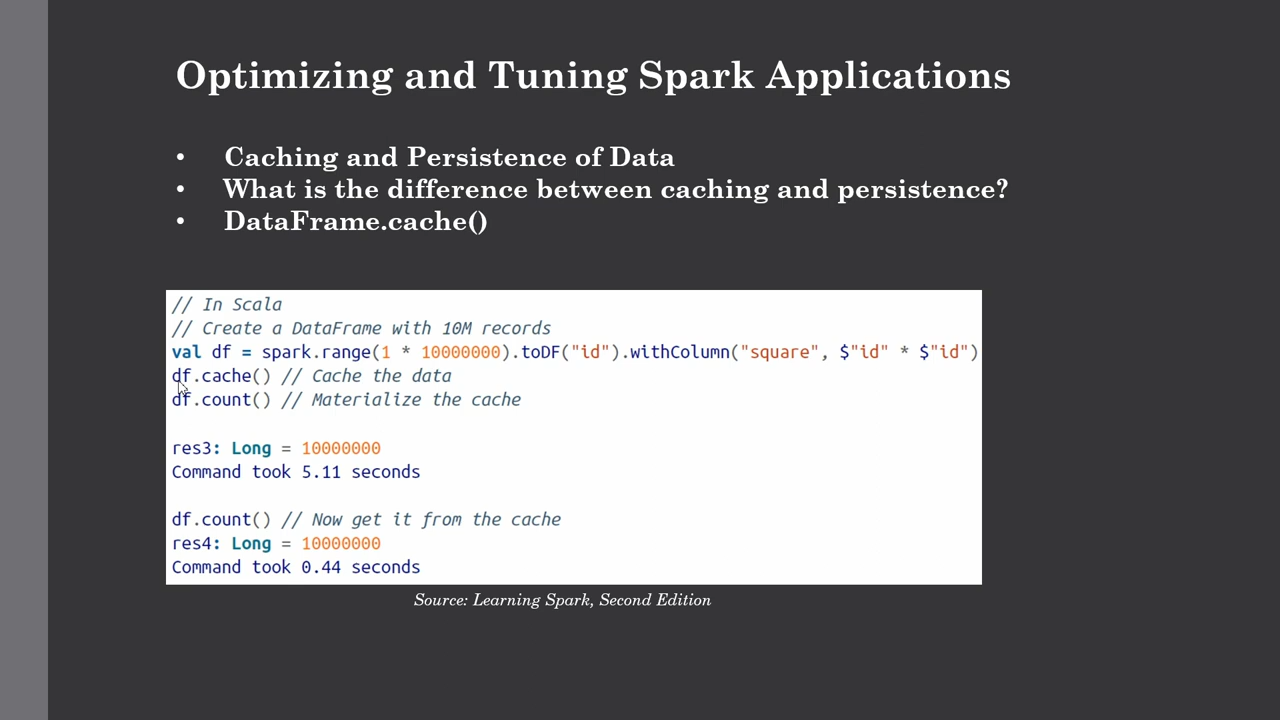 Optimizing and Tuning Spark Applications
• Caching and Persistence of Data
• What is the difference between caching and persistence?
• DataFrame.cache()
// In Scala
// Create a DataFrame with 10M records
val df = spark.range(1 * 10000000).toDF("id").withColumn("square", $"id" * $"id")
df.cache() // Cache the data
df.count() // Materialize the cache
res3: Long = 10000000
Command took 5.11 seconds
df.count() // Now get it from the cache
res4: Long = 10000000
Command took 0.44 seconds
Source: Learning Spark, Second Edition